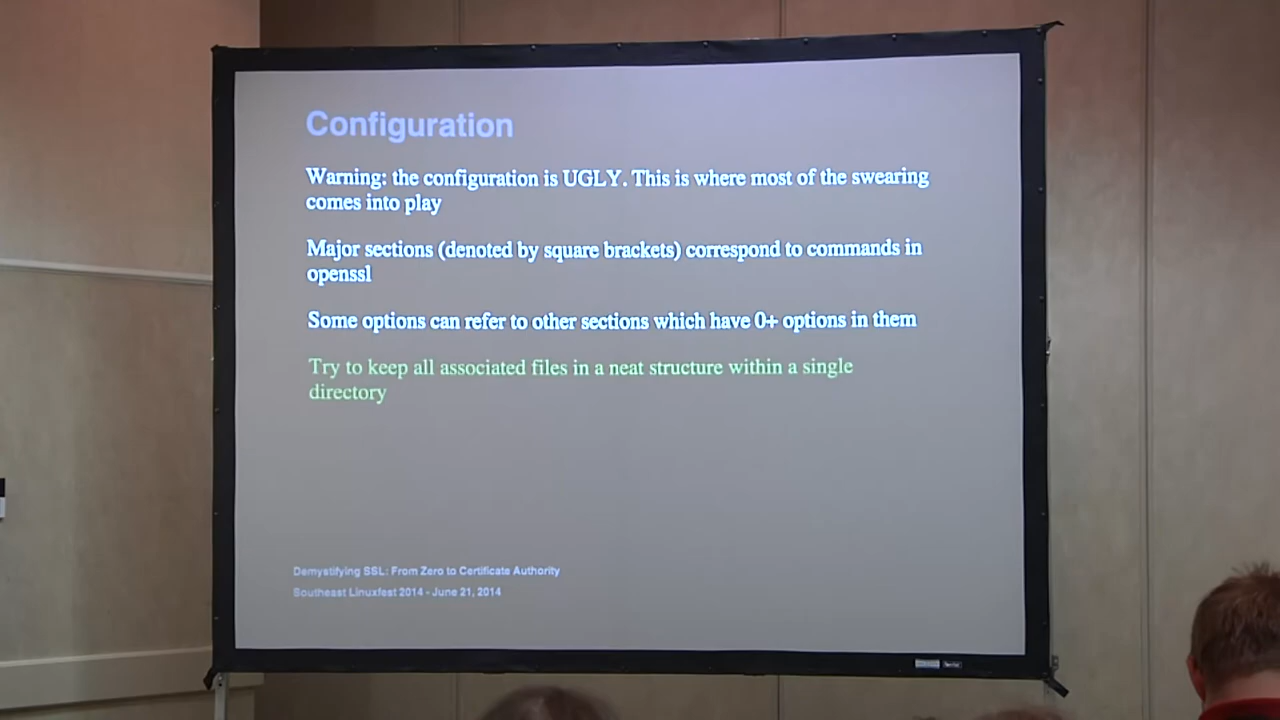 Configuration
Warning: the configuration is UGLY. This is where most of the swearing
comes into play
Major sections (denoted by square brackets) correspond to commands in
openssl
Some options can refer to other sections which have 0+ options in them
Try to keep all associated files in a neat structure within a single
directory
Demystifying SSL: From Zero to Certificate Authority
Southeast Linuxfest 2014 - June 21, 2014